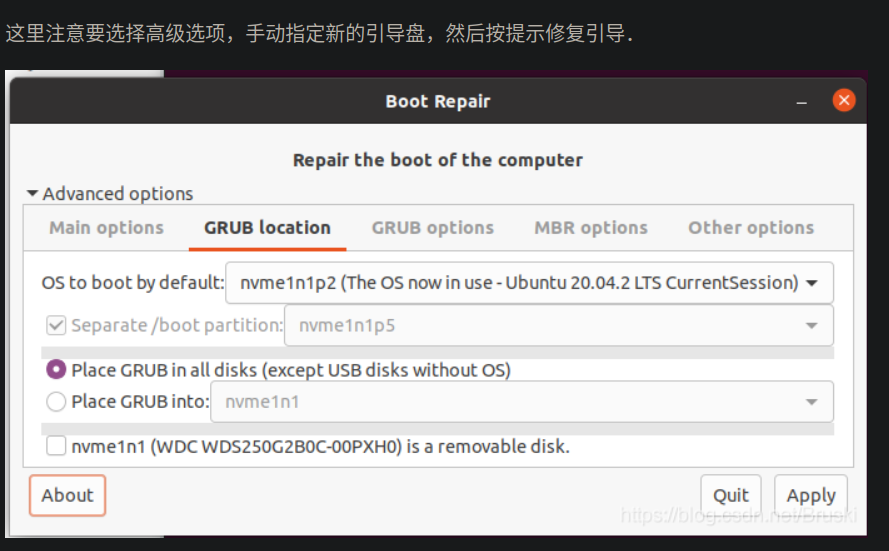 这里注意要选择高级选项，手动指定新的引导盘，然后按提示修复引导．
Boot Repair
Repair the boot of the computer
Advanced options
Main options GRUB location GRUB options MBR options Other options
OS to boot by default: nvme1n1p2 (The OS now in use - Ubuntu 20.04.2 LTS CurrentSession)
Separate /boot partition: nvme1n1p5
Place GRUB in all disks (except USB disks without OS)
Place GRUB into: nvme1n1
nvme1n1 (WDC WDS250G2B0C-00PXH0) is a removable disk.
About Quit Apply
https://blog.csdn.net/Bruski